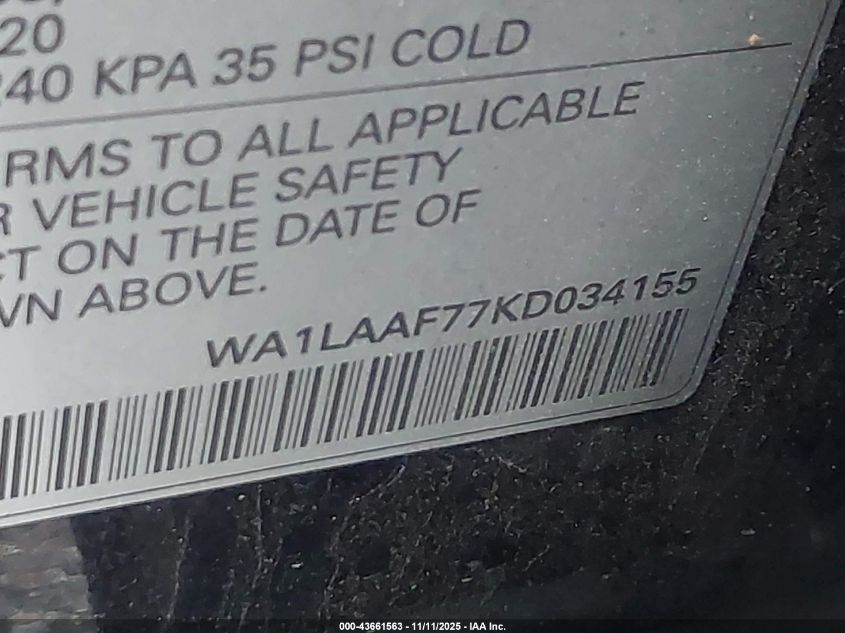 20
240 KPA 35 PSI COLD
RMS TO ALL APPLICABLE
R VEHICLE SAFETY
CT ON THE DATE OF
WN ABOVE.
WA1LAAF77KD034155
000-43661563 - 11/11/2025 - IAA Inc.